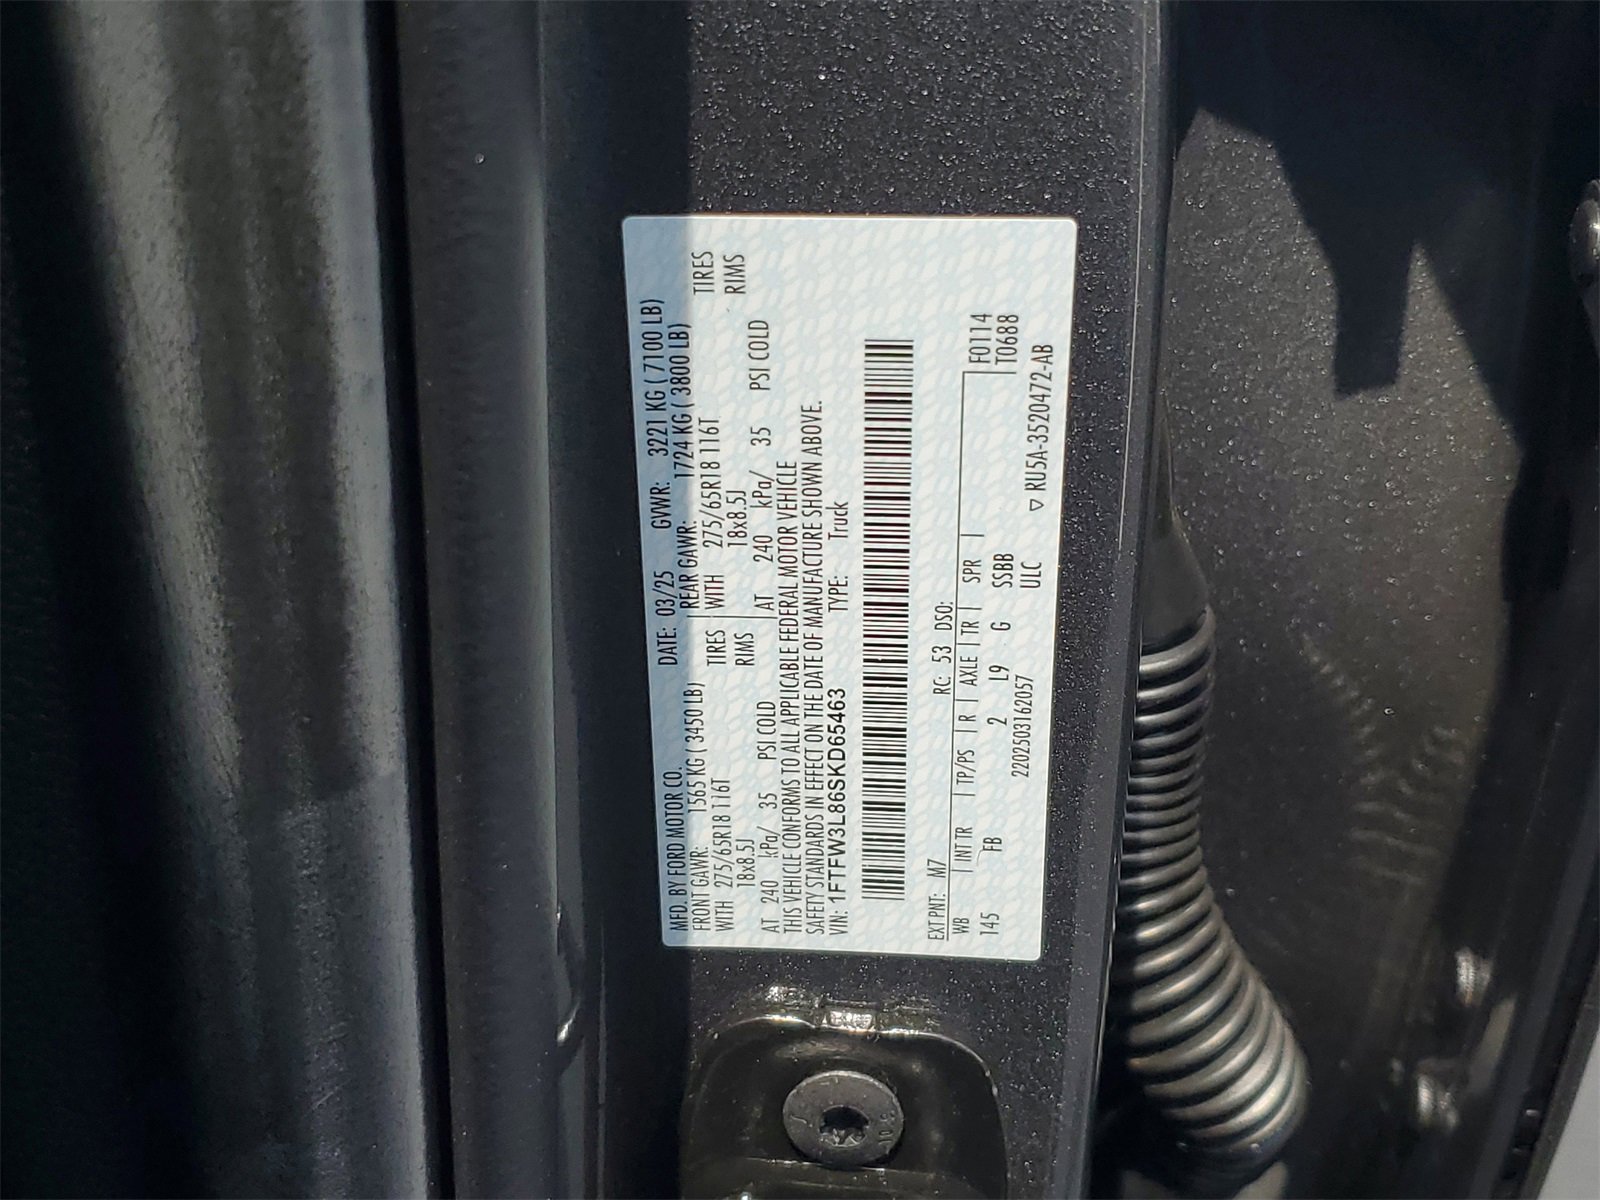 MFD. BY FORD MOTOR CO. DATE: 03/25 GVWR: 3221 KG ( 7100 LB)
FRONT GAWR: 1565 KG ( 3450 LB) REAR GAWR: 1724 KG ( 3800 LB)
WITH 275/65R18 116T TIRES WITH 275/65R18 116T TIRES
18x8.5J RIMS 18x8.5J RIMS
AT 240 kPa/ 35 PSI COLD AT 240 kPa/ 35 PSI COLD
THIS VEHICLE CONFORMS TO ALL APPLICABLE FEDERAL MOTOR VEHICLE
SAFETY STANDARDS IN EFFECT ON THE DATE OF MANUFACTURE SHOWN ABOVE.
VIN: 1FTFW3L86SKD65463 TYPE: Truck
EXT PNT: M7 RC: 53 DSO:
WB INT TR TP/PS R AXLE TR SPR F0114
145 FB 2 L9 G SSBB T0688
220250316205​7 ULC ▽ RU5A-3520472-AB
10.9